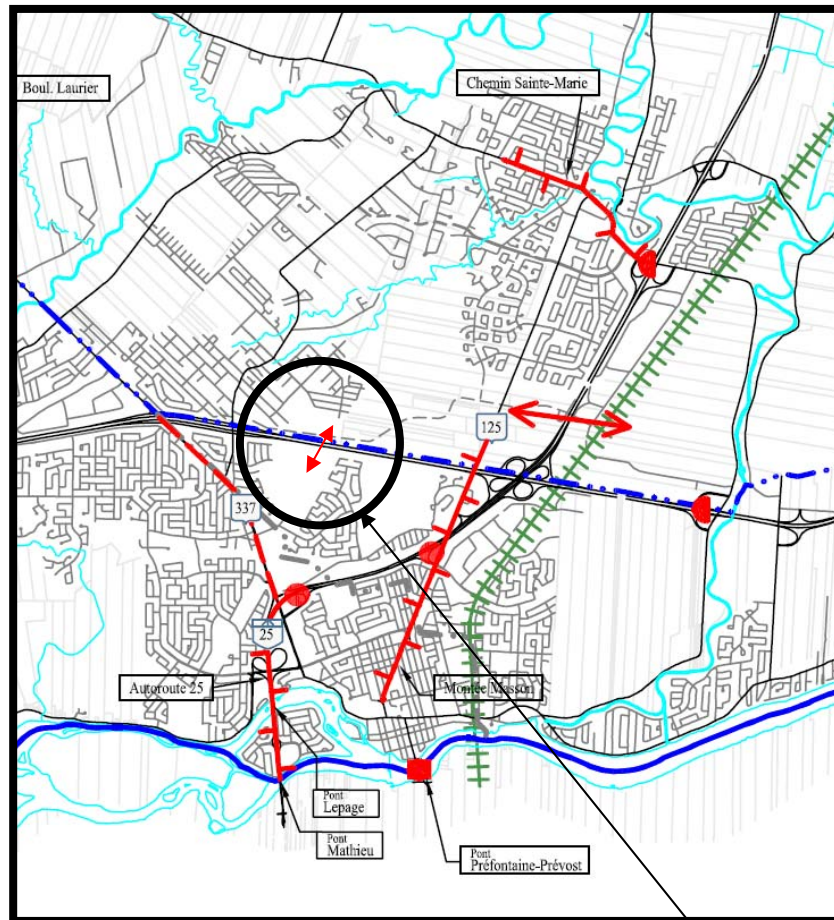 Boul. Laurier
Chemin Sainte-Marie
125
337
25
Autoroute 25
Montée Masson
Pont
Lepage
Pont
Mathieu
Pont
Préfontaine-Prévost